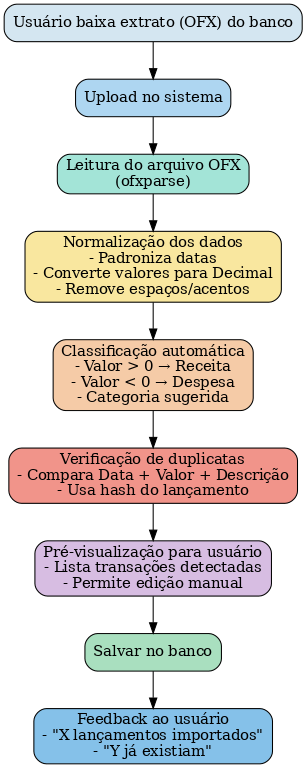 Usuário baixa extrato (OFX) do banco
Upload no sistema
Leitura do arquivo OFX
(ofxparse)
Normalização dos dados
- Padroniza datas
- Converte valores para Decimal
- Remove espaços/acentos
Classificação automática
- Valor > 0 → Receita
- Valor < 0 → Despesa
- Categoria sugerida
Verificação de duplicatas
- Compara Data + Valor + Descrição
- Usa hash do lançamento
Pré-visualização para usuário
- Lista transações detectadas
- Permite edição manual
Salvar no banco
Feedback ao usuário
- "X lançamentos importados"
- "Y já existiam"